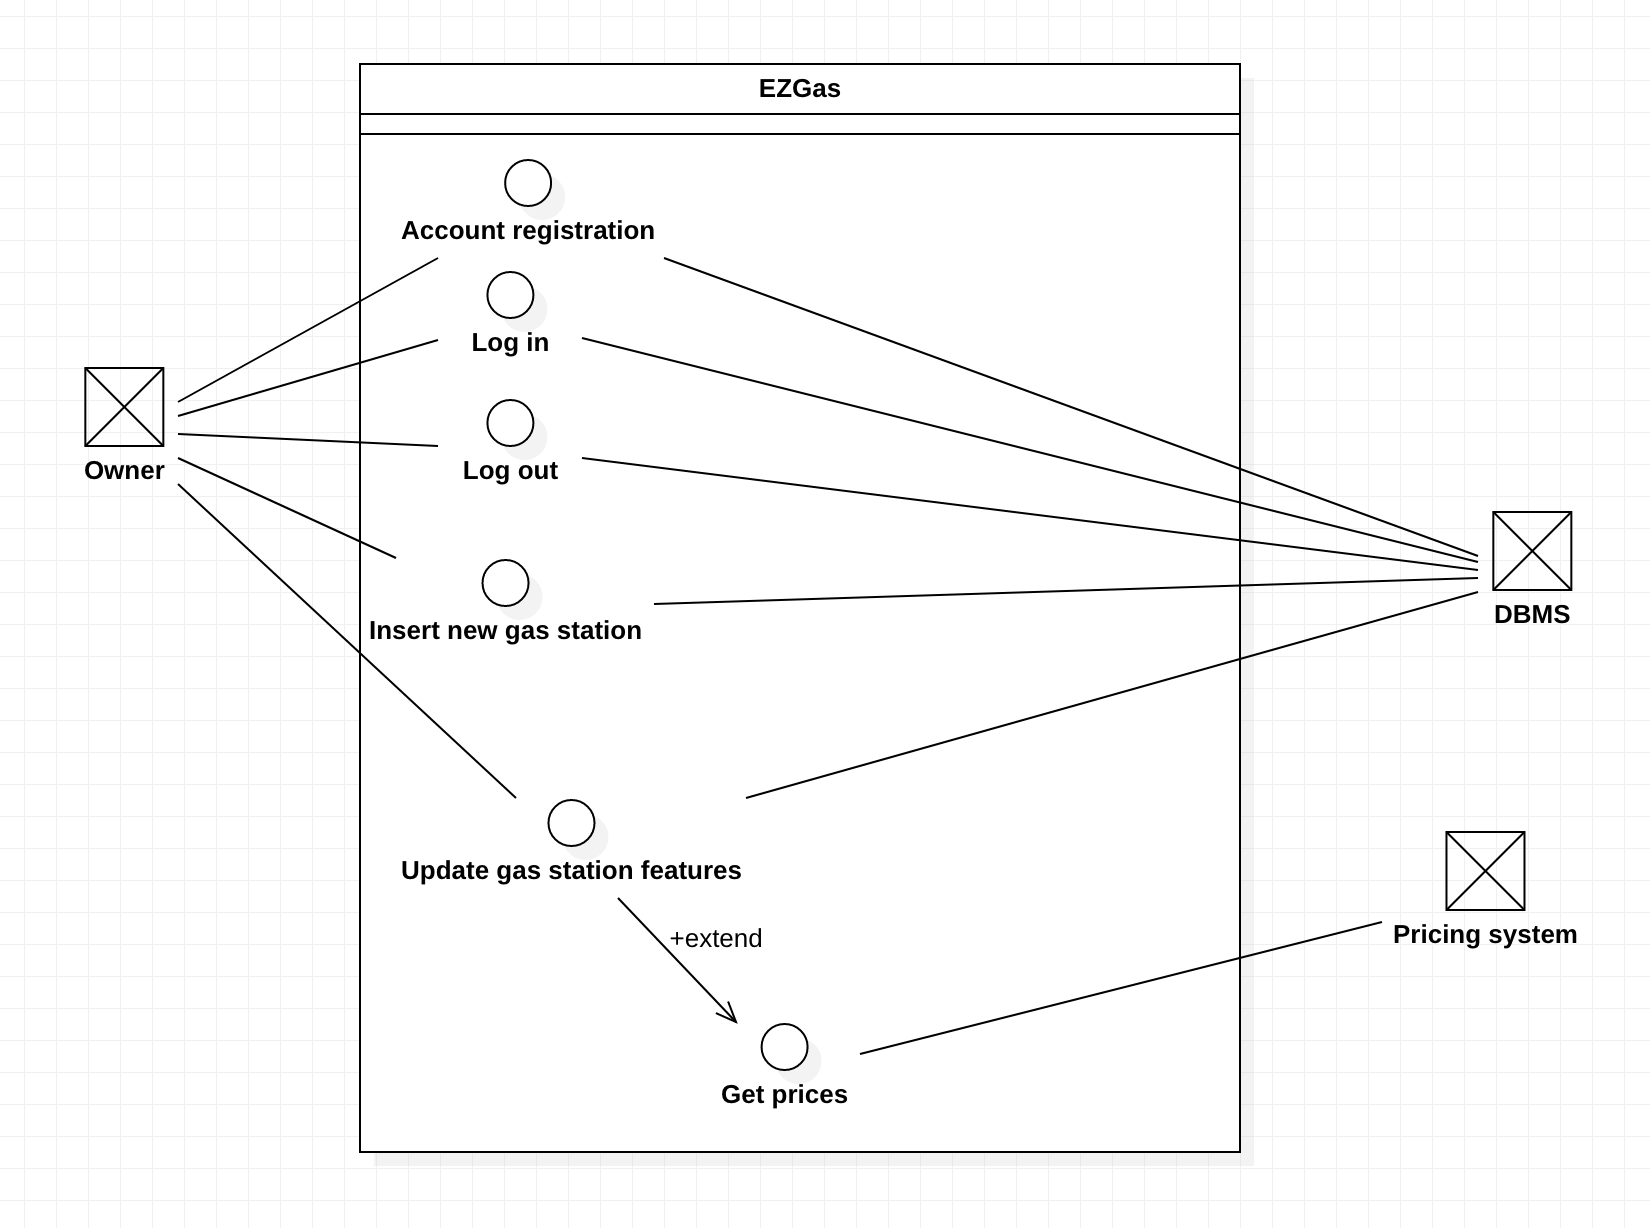 EZGas
Account registration
Log in
Log out
Owner
Insert new gas station
DBMS
Update gas station features
+extend
Pricing system
Get prices